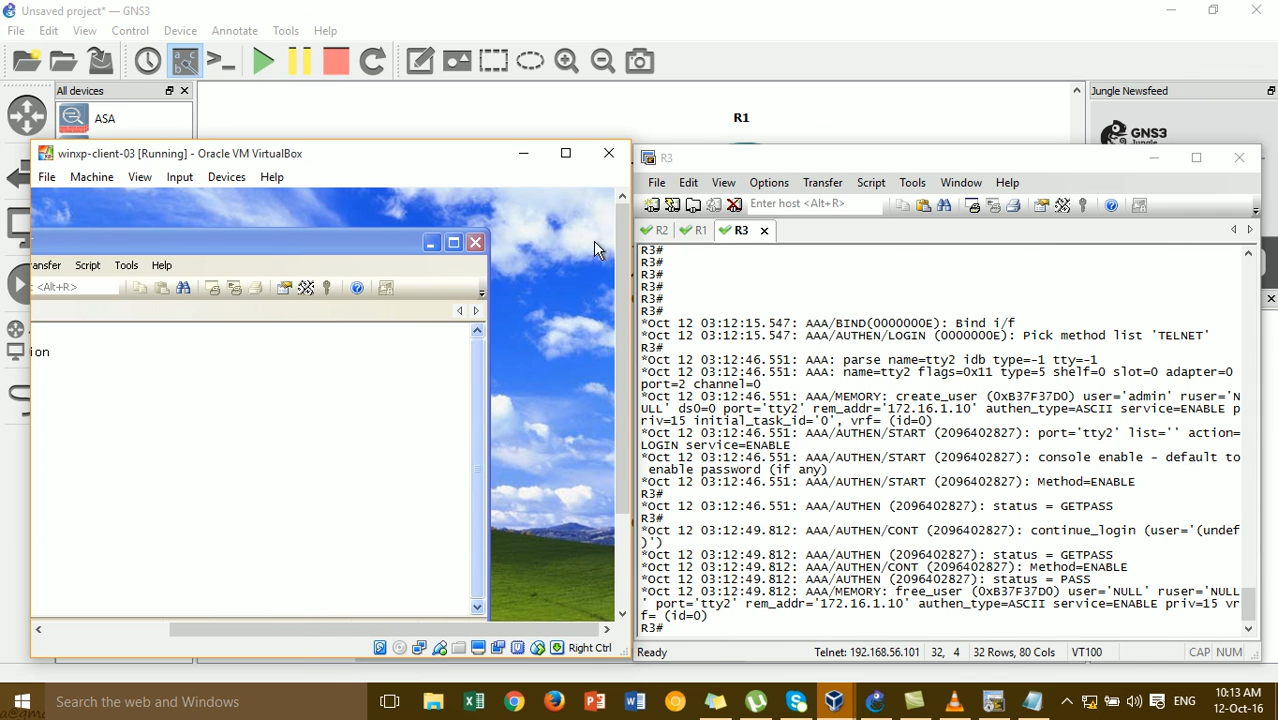 Unsaved project* — GNS3
File Edit View Control Device Annotate Tools Help
All devices
ASA
R1
Jungle Newsfeed
GNS3
Jungle
winxp-client-03 [Running] - Oracle VM VirtualBox
File Machine View Input Devices Help
ansfer Script Tools Help
<Alt+R>
ion
Right Ctrl
R3
File Edit View Options Transfer Script Tools Window Help
Enter host <Alt+R>
R2 R1 R3
R3#
R3#
R3#
R3#
R3#
R3#
*Oct 12 03:12:15.547: AAA/BIND(0000000E): Bind i/f
*Oct 12 03:12:15.547: AAA/AUTHEN/LOGIN (0000000E): Pick method list 'TELNET'
R3#
*Oct 12 03:12:46.551: AAA: parse name=tty2 idb type=-1 tty=-1
*Oct 12 03:12:46.551: AAA: name=tty2 flags=0x11 type=5 shelf=0 slot=0 adapter=0
port=2 channel=0
*Oct 12 03:12:46.551: AAA/MEMORY: create_user (0xB37F37D0) user='admin' ruser='N
ULL' ds0=0 port='tty2' rem_addr='172.16.1.10' authen_type=ASCII service=ENABLE p
riv=15 initial_task_id='0', vrf= (id=0)
*Oct 12 03:12:46.551: AAA/AUTHEN/START (2096402827): port='tty2' list='' action=
LOGIN service=ENABLE
*Oct 12 03:12:46.551: AAA/AUTHEN/START (2096402827): console enable - default to
enable password (if any)
*Oct 12 03:12:46.551: AAA/AUTHEN/START (2096402827): Method=ENABLE
R3#
*Oct 12 03:12:46.551: AAA/AUTHEN (2096402827): status = GETPASS
R3#
*Oct 12 03:12:49.812: AAA/AUTHEN/CONT (2096402827): continue_login (user='(undef
)')
*Oct 12 03:12:49.812: AAA/AUTHEN (2096402827): status = GETPASS
*Oct 12 03:12:49.812: AAA/AUTHEN/CONT (2096402827): Method=ENABLE
*Oct 12 03:12:49.812: AAA/AUTHEN (2096402827): status = PASS
*Oct 12 03:12:49.812: AAA/MEMORY: free_user (0xB37F37D0) user='NULL' ruser='NULL
' port='tty2' rem_addr='172.16.1.10' authen_type=ASCII service=ENABLE priv=15 vr
f= (id=0)
R3#
Ready Telnet: 192.168.56.101 32, 4 32 Rows, 80 Cols VT100 CAP NUM
Search the web and Windows
ENG
10:13 AM
12-Oct-16